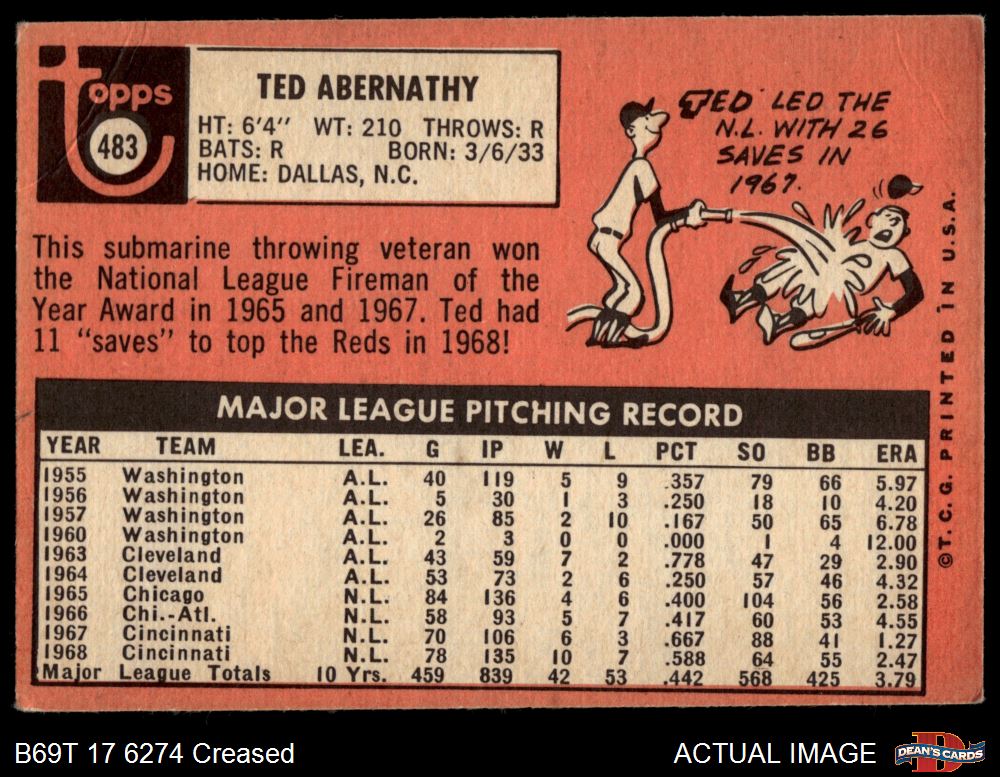 topps
483
TED ABERNATHY
HT: 6'4" WT: 210 THROWS: R
BATS: R BORN: 3/6/33
HOME: DALLAS, N.C.
TED LED THE
N.L. WITH 26
SAVES IN
1967.
This submarine throwing veteran won
the National League Fireman of the
Year Award in 1965 and 1967. Ted had
11 "saves" to top the Reds in 1968!
MAJOR LEAGUE PITCHING RECORD
YEAR TEAM LEA. G IP W L PCT SO BB ERA
1955 Washington A.L. 40 119 5 9 .357 79 66 5.97
1956 Washington A.L. 5 30 1 3 .250 18 10 4.20
1957 Washington A.L. 26 85 2 10 .167 50 65 6.78
1960 Washington A.L. 2 3 0 0 .000 1 4 12.00
1963 Cleveland A.L. 43 59 7 2 .778 47 29 2.90
1964 Cleveland A.L. 53 73 2 6 .250 57 46 4.32
1965 Chicago N.L. 84 136 4 6 .400 104 56 2.58
1966 Chi.-Atl. N.L. 58 93 5 7 .417 60 53 4.55
1967 Cincinnati N.L. 70 106 6 3 .667 88 41 1.27
1968 Cincinnati N.L. 78 135 10 7 .588 64 55 2.47
Major League Totals 10 Yrs. 459 839 42 53 .442 568 425 3.79
©T.C.G. PRINTED IN U.S.A.
B69T 17 6274 Creased
ACTUAL IMAGE
DEAN'S CARDS